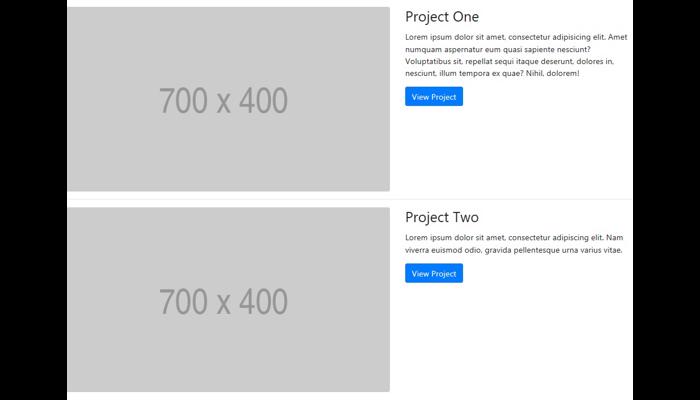 700 x 400
Project One
Lorem ipsum dolor sit amet, consectetur adipisicing elit. Amet
numquam aspernatur eum quasi sapiente nesciunt?
Voluptatibus sit, repellat sequi itaque deserunt, dolores in,
nesciunt, illum tempora ex quae? Nihil, dolorem!
View Project
700 x 400
Project Two
Lorem ipsum dolor sit amet, consectetur adipiscing elit. Nam
viverra euismod odio, gravida pellentesque urna varius vitae.
View Project